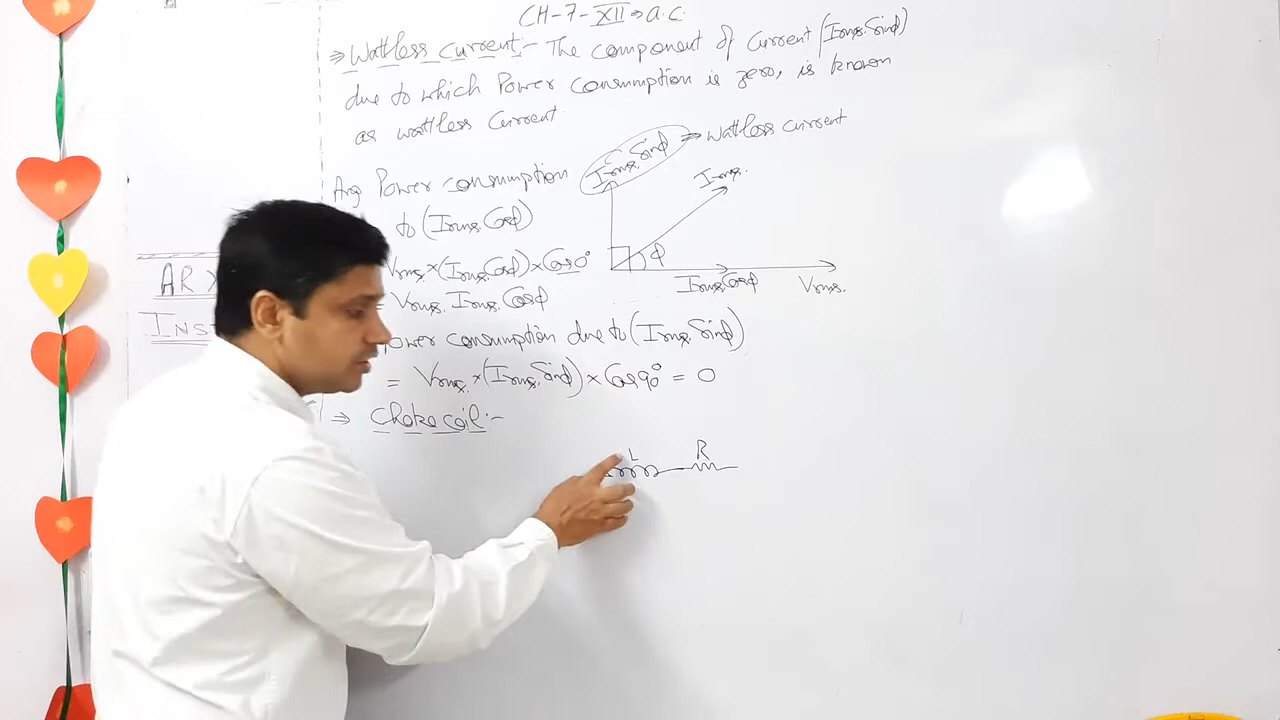 CH-7-XII⇒a.c.
⇒ Wattless current:- The component of current (Irms. Sinϕ)
due to which Power consumption is zero, is known
as wattless current
Irms. Sinϕ ⇒ Wattless current
Irms.
Avg Power consumption
to (Irms. Cosϕ)
Vrms × (Irms. Cosϕ) × Cos0°
ϕ
Irms. Cosϕ Vrms.
= Vrms. Irms. Cosϕ
power consumption due to (Irms. Sinϕ)
= Vrms. × (Irms. Sinϕ) × Cos90° = 0
⇒ Choke coil:-
L R
AR
INS